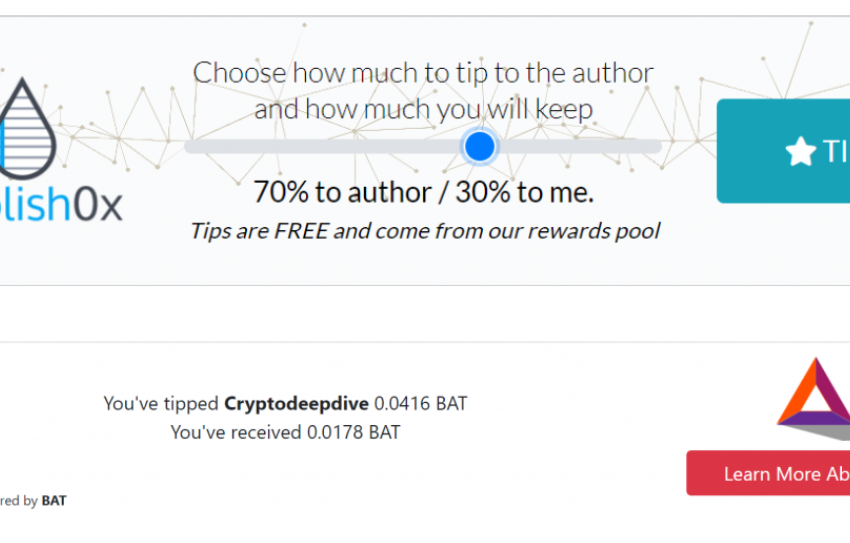 Choose how much to tip to the author
and how much you will keep
lish0x
TI
70% to author / 30% to me.
Tips are FREE and come from our rewards pool
You've tipped Cryptodeepdive 0.0416 BAT
You've received 0.0178 BAT
Learn More Ab
red by BAT